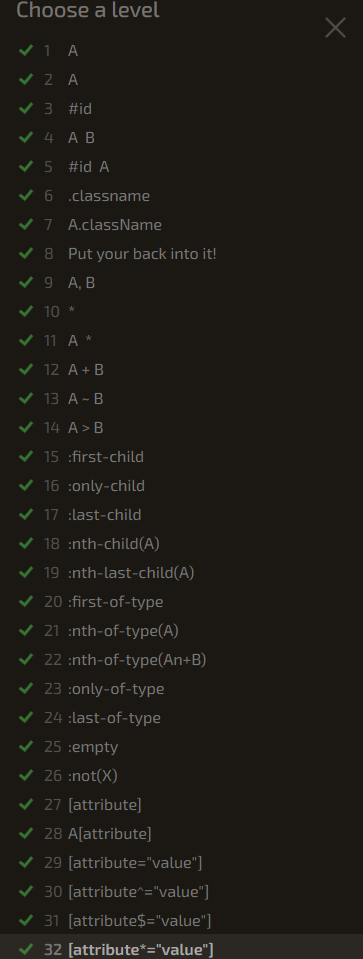 Choose a level
1 A
2 A
3 #id
4 A B
5 #id A
6 .classname
7 A.className
8 Put your back into it!
9 A, B
10 *
11 A *
12 A + B
13 A ~ B
14 A > B
15 :first-child
16 :only-child
17 :last-child
18 :nth-child(A)
19 :nth-last-child(A)
20 :first-of-type
21 :nth-of-type(A)
22 :nth-of-type(An+B)
23 :only-of-type
24 :last-of-type
25 :empty
26 :not(X)
27 [attribute]
28 A[attribute]
29 [attribute="value"]
30 [attribute^="value"]
31 [attribute$="value"]
32 [attribute*="value"]